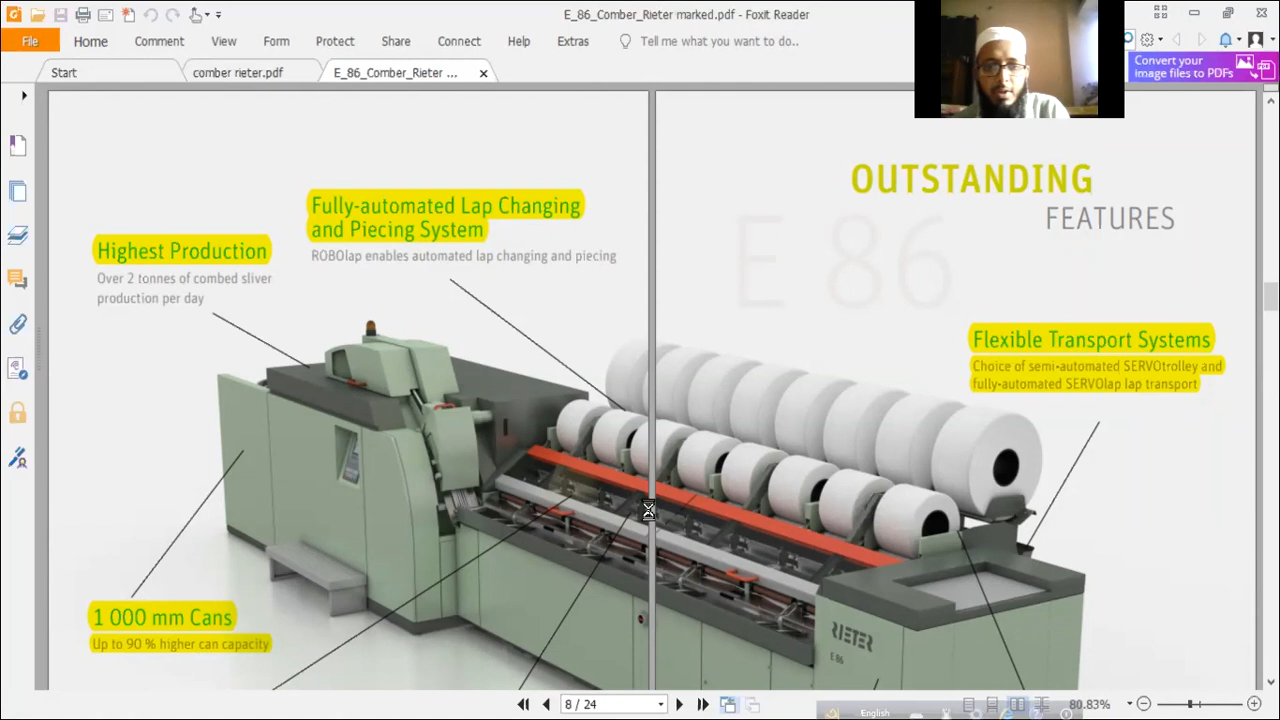 E_86_Comber_Rieter marked.pdf - Foxit Reader
File
Home
Comment
View
Form
Protect
Share
Connect
Help
Extras
Tell me what you want to do..
Start
comber rieter.pdf
E_86_Comber_Rieter ...
Convert your
image files to PDFs
OUTSTANDING
FEATURES
E 86
Fully-automated Lap Changing
and Piecing System
ROBOlap enables automated lap changing and piecing
Highest Production
Over 2 tonnes of combed sliver
production per day
Flexible Transport Systems
Choice of semi-automated SERVOtrolley and
fully-automated SERVOlap lap transport
1 000 mm Cans
Up to 90 % higher can capacity
RIETER
E 86
8 / 24
80.83%
English